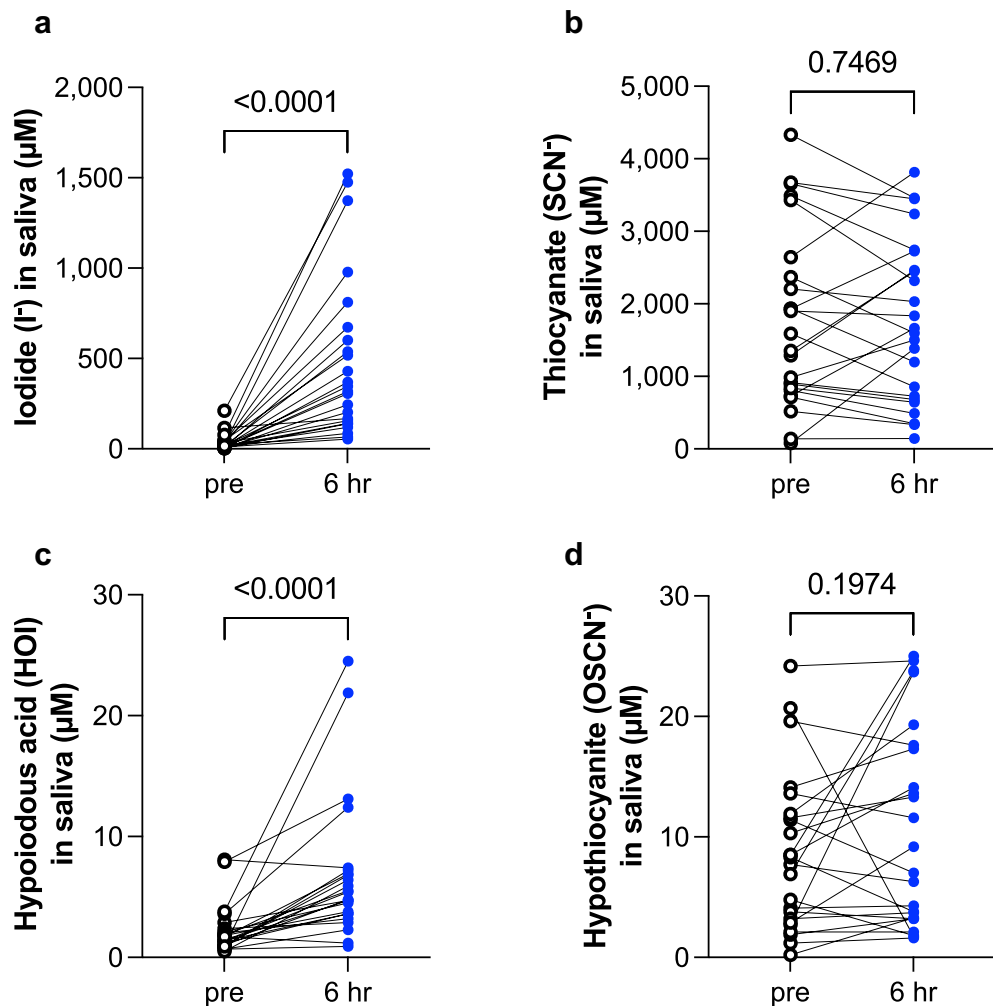 a
<0.0001
2,000
1,500
1,000
500
0
Iodide (I⁻) in saliva (µM)
pre 6 hr
b
0.7469
5,000
4,000
3,000
2,000
1,000
0
Thiocyanate (SCN⁻)
in saliva (µM)
pre 6 hr
c
<0.0001
30
20
10
0
Hypoiodous acid (HOI)
in saliva (µM)
pre 6 hr
d
0.1974
30
20
10
0
Hypothiocyanite (OSCN⁻)
in saliva (µM)
pre 6 hr